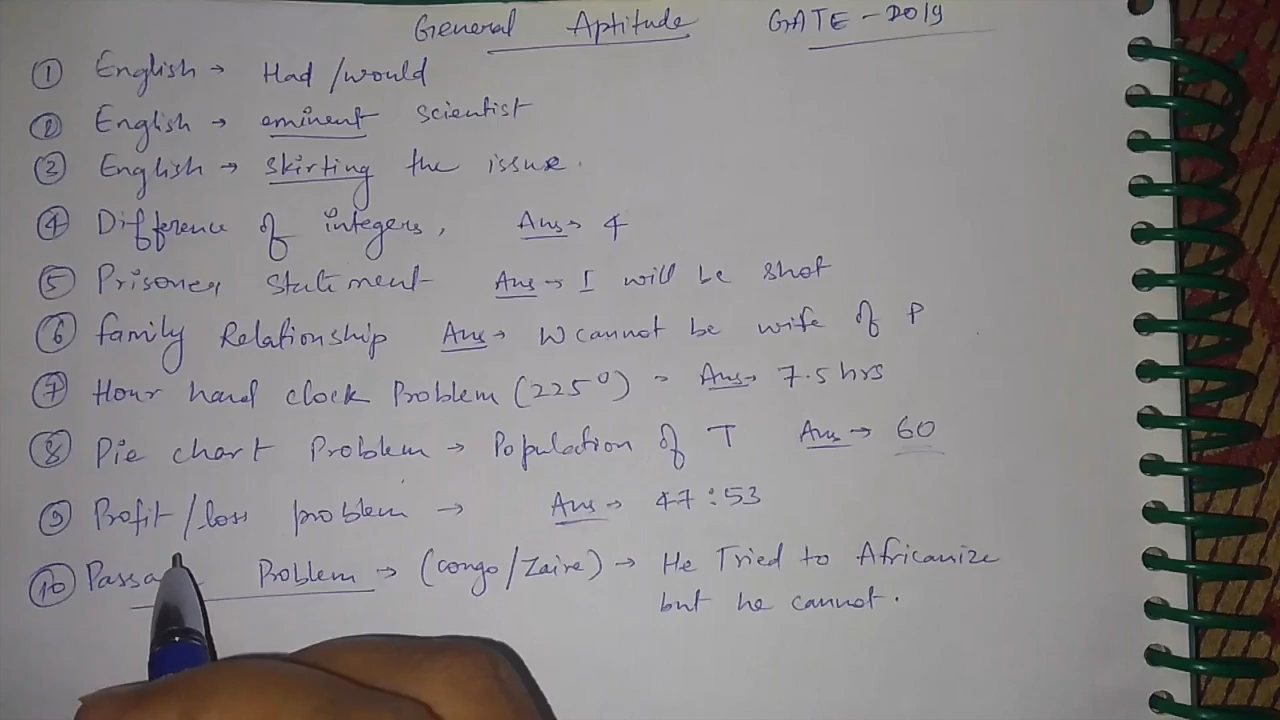 General Aptitude GATE-2019
① English → Had/would
② English → eminent scientist
② English → skirting the issue.
④ Difference of integers, Ans → 4
⑤ Prisoner Statement Ans → I will be shot
⑥ Family Relationship Ans → W cannot be wife of P
⑦ Hour hand clock Problem (225°) - Ans → 7.5 hrs
⑧ Pie chart Problem → Population of T Ans → 60
⑨ Profit/loss problem → Ans → 47:53
⑩ Problem → (congo/Zaire) → He Tried to Africanize
but he cannot.